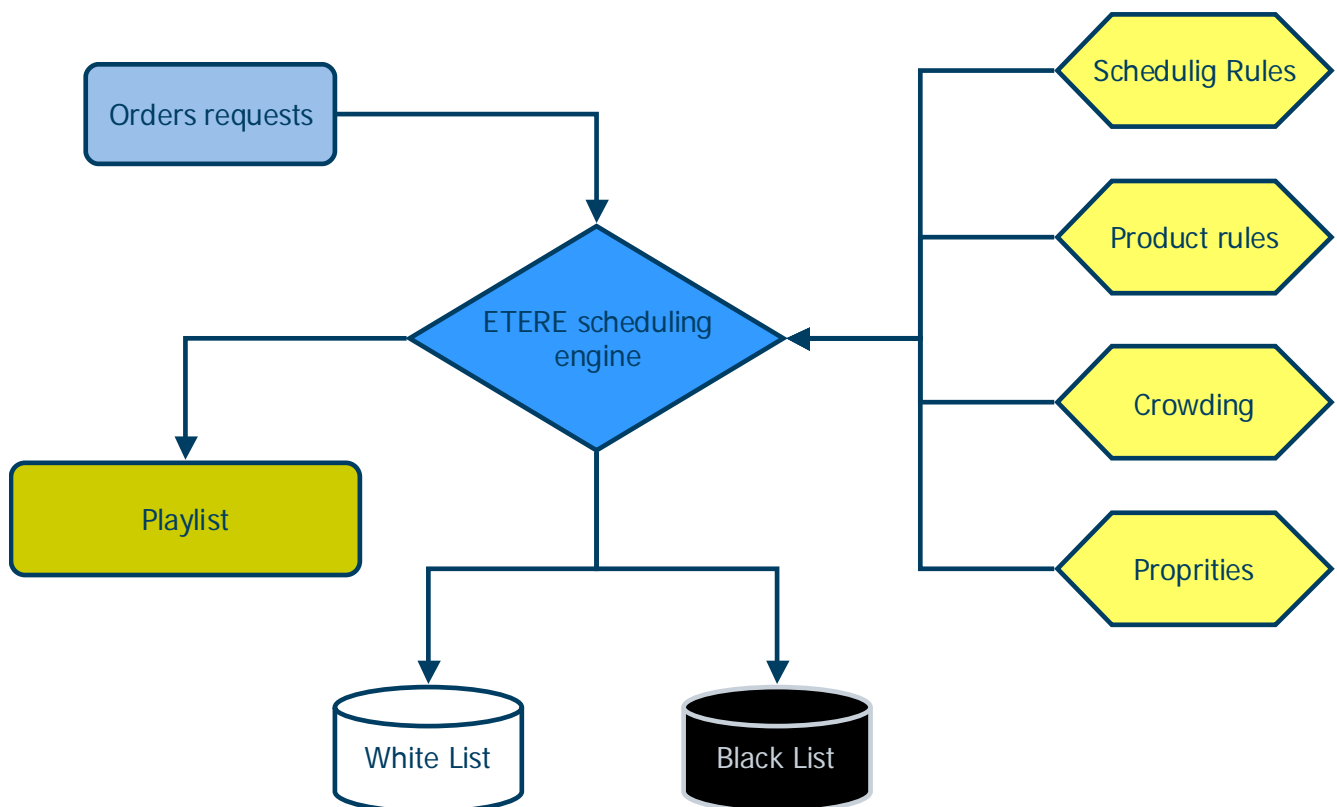 Orders requests
Schedulig Rules
Product rules
ETERE scheduling
engine
Crowding
Playlist
Proprities
White List
Black List